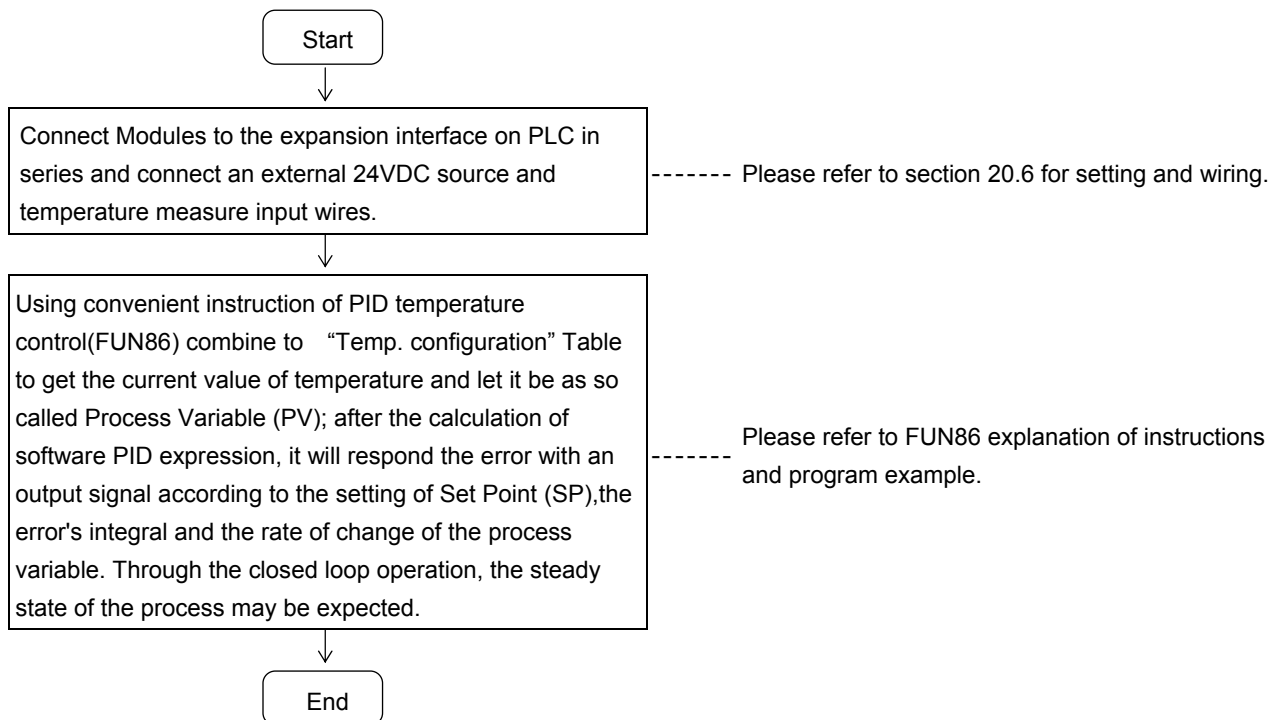 Start
Connect Modules to the expansion interface on PLC in
series and connect an external 24VDC source and
temperature measure input wires.
Please refer to section 20.6 for setting and wiring.
Using convenient instruction of PID temperature
control(FUN86) combine to “Temp. configuration” Table
to get the current value of temperature and let it be as so
called Process Variable (PV); after the calculation of
software PID expression, it will respond the error with an
output signal according to the setting of Set Point (SP),the
error's integral and the rate of change of the process
variable. Through the closed loop operation, the steady
state of the process may be expected.
Please refer to FUN86 explanation of instructions
and program example.
End